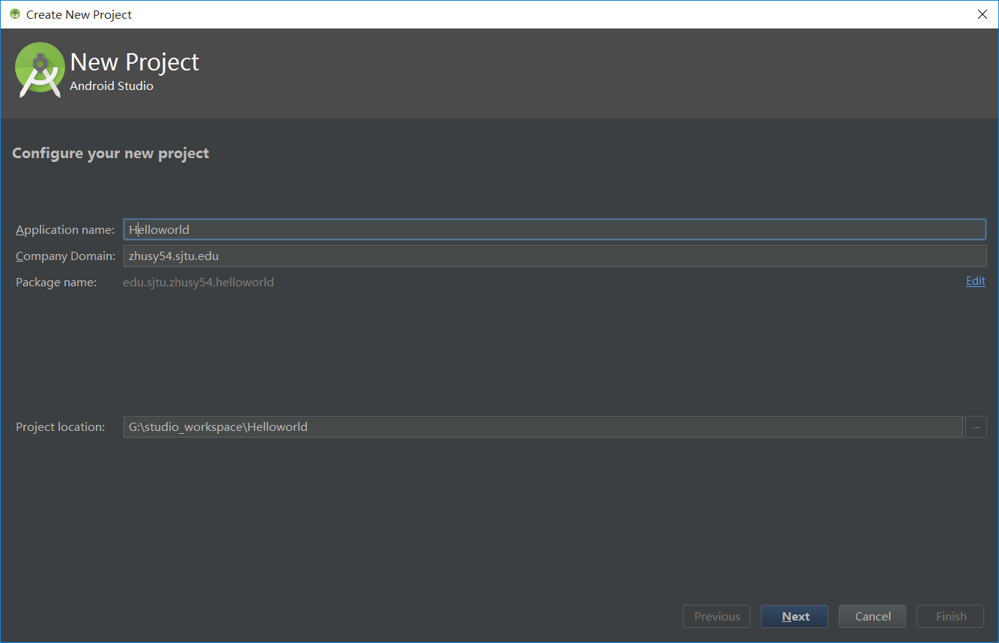 Create New Project
New Project
Android Studio
Configure your new project
Application name: Helloworld
Company Domain: zhusy54.sjtu.edu
Package name: edu.sjtu.zhusy54.helloworld Edit
Project location: G:\studio_workspace\Helloworld ...
Previous Next Cancel Finish